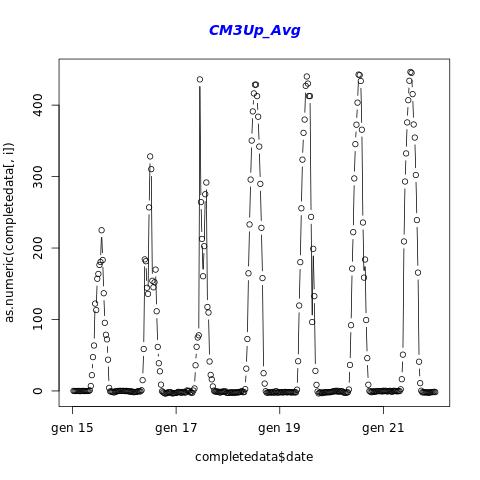 CM3Up_Avg
as.numeric(completedata[, i])
400
300
200
100
0
gen 15
gen 17
gen 19
gen 21
completedata$date